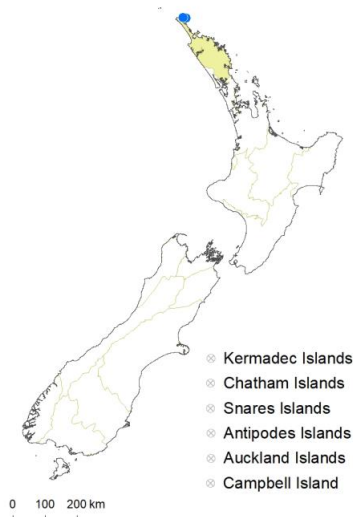 Kermadec Islands
Chatham Islands
Snares Islands
Antipodes Islands
Auckland Islands
Campbell Island
0 100 200 km